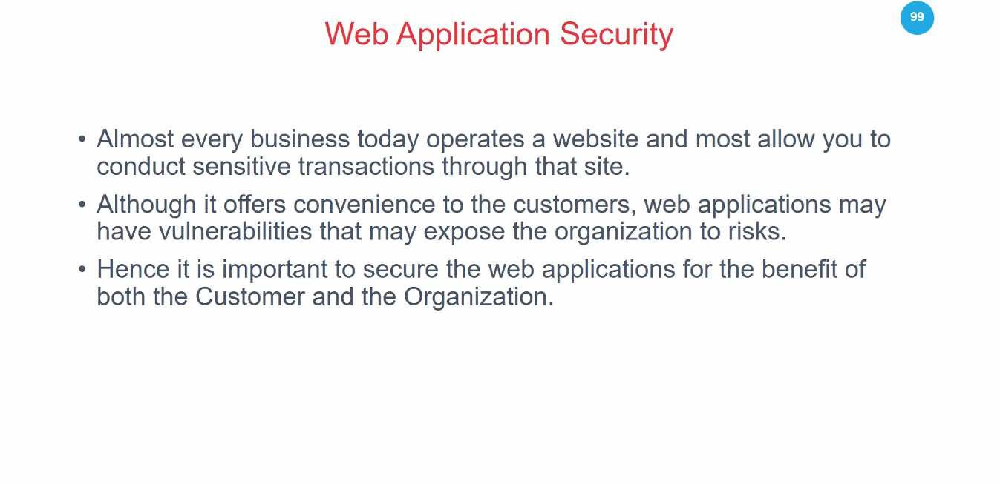 99
Web Application Security
• Almost every business today operates a website and most allow you to
conduct sensitive transactions through that site.
• Although it offers convenience to the customers, web applications may
have vulnerabilities that may expose the organization to risks.
• Hence it is important to secure the web applications for the benefit of
both the Customer and the Organization.